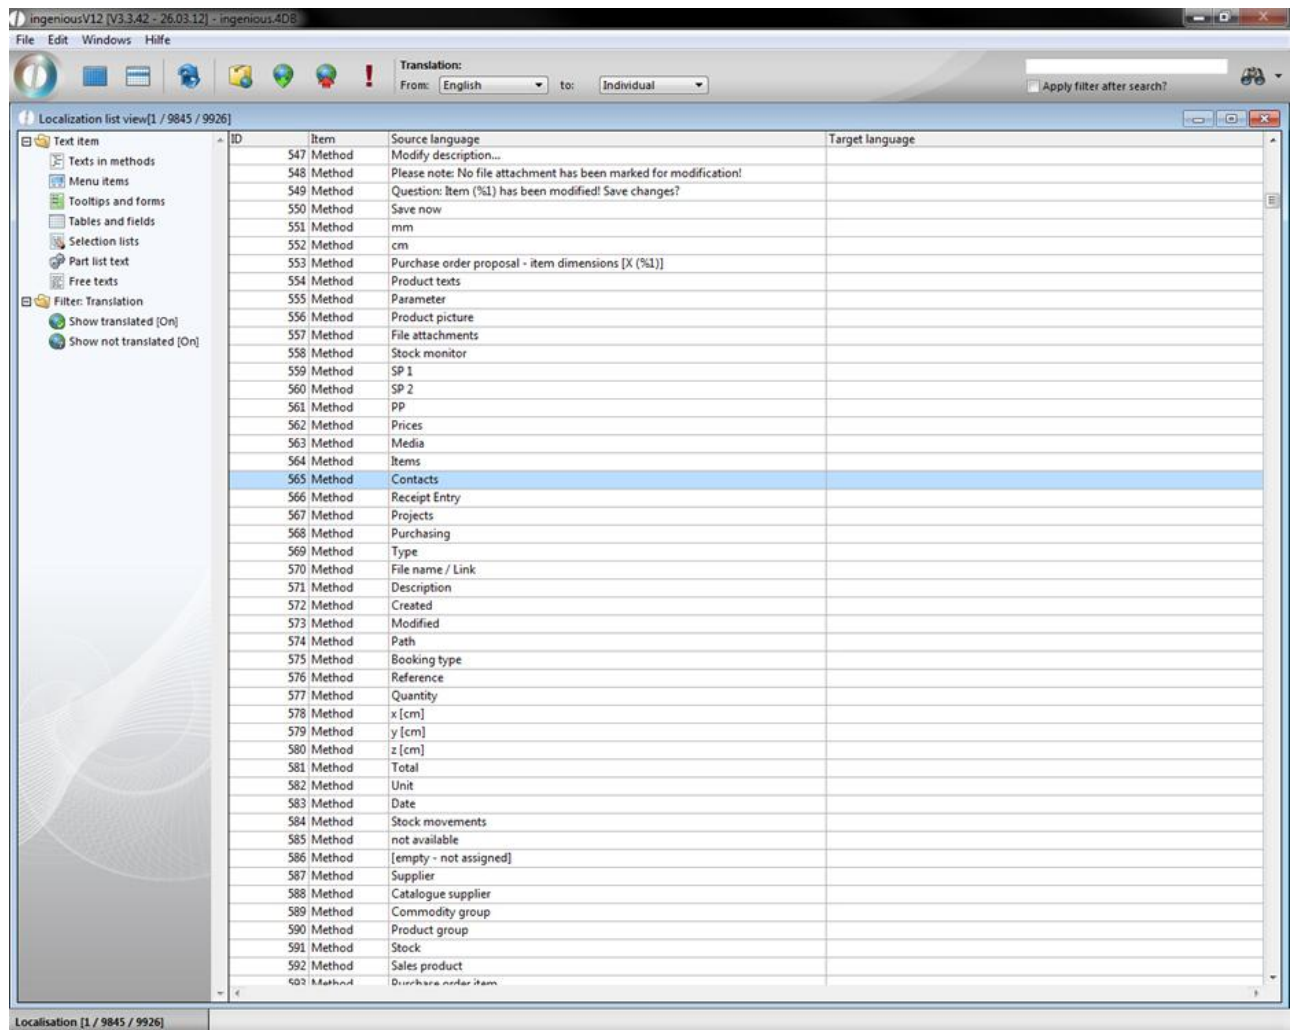 ingeniousV12 [V3.3.42 - 26.03.12] - ingenious.4DB
File Edit Windows Hilfe
Translation:
From: English to: Individual
Apply filter after search?
Localization list view[1 / 9845 / 9926]
Text item
Texts in methods
Menu items
Tooltips and forms
Tables and fields
Selection lists
Part list text
Free texts
Filter: Translation
Show translated [On]
Show not translated [On]
ID Item Source language Target language
547 Method Modify description...
548 Method Please note: No file attachment has been marked for modification!
549 Method Question: Item (%1) has been modified! Save changes?
550 Method Save now
551 Method mm
552 Method cm
553 Method Purchase order proposal - item dimensions [X (%1)]
554 Method Product texts
555 Method Parameter
556 Method Product picture
557 Method File attachments
558 Method Stock monitor
559 Method SP 1
560 Method SP 2
561 Method PP
562 Method Prices
563 Method Media
564 Method Items
565 Method Contacts
566 Method Receipt Entry
567 Method Projects
568 Method Purchasing
569 Method Type
570 Method File name / Link
571 Method Description
572 Method Created
573 Method Modified
574 Method Path
575 Method Booking type
576 Method Reference
577 Method Quantity
578 Method x [cm]
579 Method y [cm]
580 Method z [cm]
581 Method Total
582 Method Unit
583 Method Date
584 Method Stock movements
585 Method not available
586 Method [empty - not assigned]
587 Method Supplier
588 Method Catalogue supplier
589 Method Commodity group
590 Method Product group
591 Method Stock
592 Method Sales product
593 Method Purchase order item
Localisation [1 / 9845 / 9926]